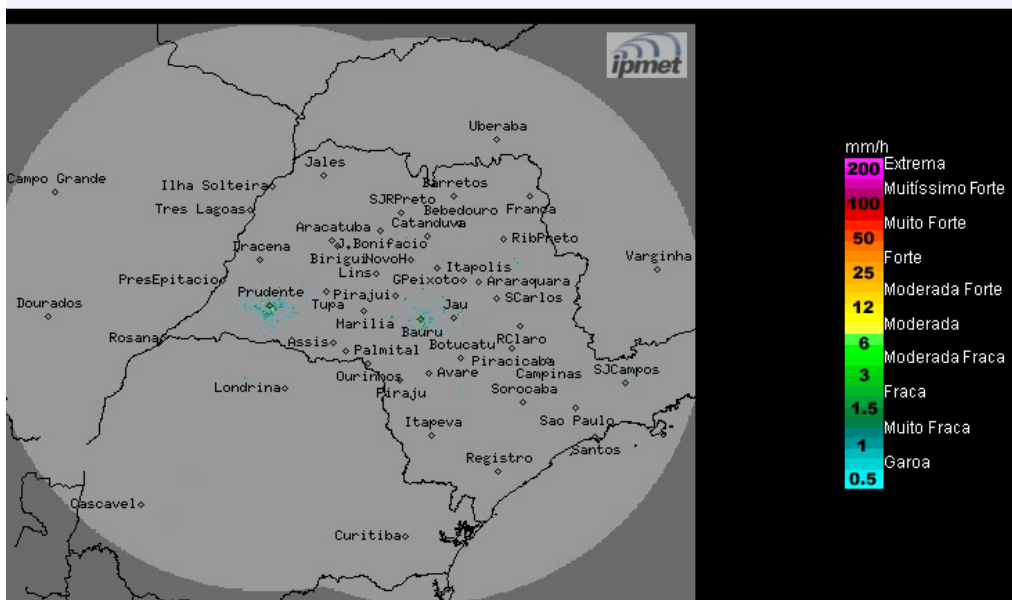 ipmet
Uberaba
Jales
Campo Grande
Ilha Solteira
Barretos
SJRPreto
Tres Lagoas
Bebedouro
Franca
Catanduva
Aracatuba
J.Bonifacio
RibPreto
Dracena
Birigui
NovoH
Itapolis
Varginha
Lins
GPeixoto
Araraquara
PresEpitacio
Prudente
Pirajui
SCarlos
Dourados
Tupa
Jau
Marilia
Bauru
Rosana
Assis
Botucatu
RClaro
Palmital
Piracicaba
SJCampos
Ourinhos
Avare
Campinas
Londrina
Piraju
Sorocaba
Itapeva
Sao Paulo
Santos
Registro
Cascavel
Curitiba
mm/h
200 Extrema
Muitíssimo Forte
100
Muito Forte
50
Forte
25
Moderada Forte
12
Moderada
6
Moderada Fraca
3
Fraca
1.5
Muito Fraca
1
Garoa
0.5